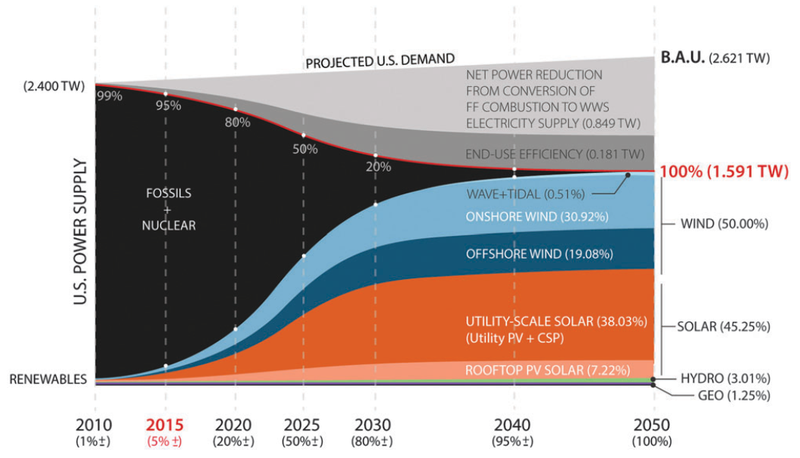 PROJECTED U.S. DEMAND
B.A.U. (2.621 TW)
(2.400 TW)
NET POWER REDUCTION
FROM CONVERSION OF
FF COMBUSTION TO WWS
ELECTRICITY SUPPLY (0.849 TW)
99%
95%
80%
50%
20%
END-USE EFFICIENCY (0.181 TW)
100% (1.591 TW)
U.S. POWER SUPPLY
FOSSILS
+
NUCLEAR
WAVE+TIDAL (0.51%)
ONSHORE WIND (30.92%)
WIND (50.00%)
OFFSHORE WIND (19.08%)
UTILITY-SCALE SOLAR (38.03%)
(Utility PV + CSP)
SOLAR (45.25%)
ROOFTOP PV SOLAR (7.22%)
RENEWABLES
HYDRO (3.01%)
GEO (1.25%)
2010 2015 2020 2025 2030 2040 2050
(1%±) (5% ±) (20%±) (50%±) (80%±) (95%±) (100%)